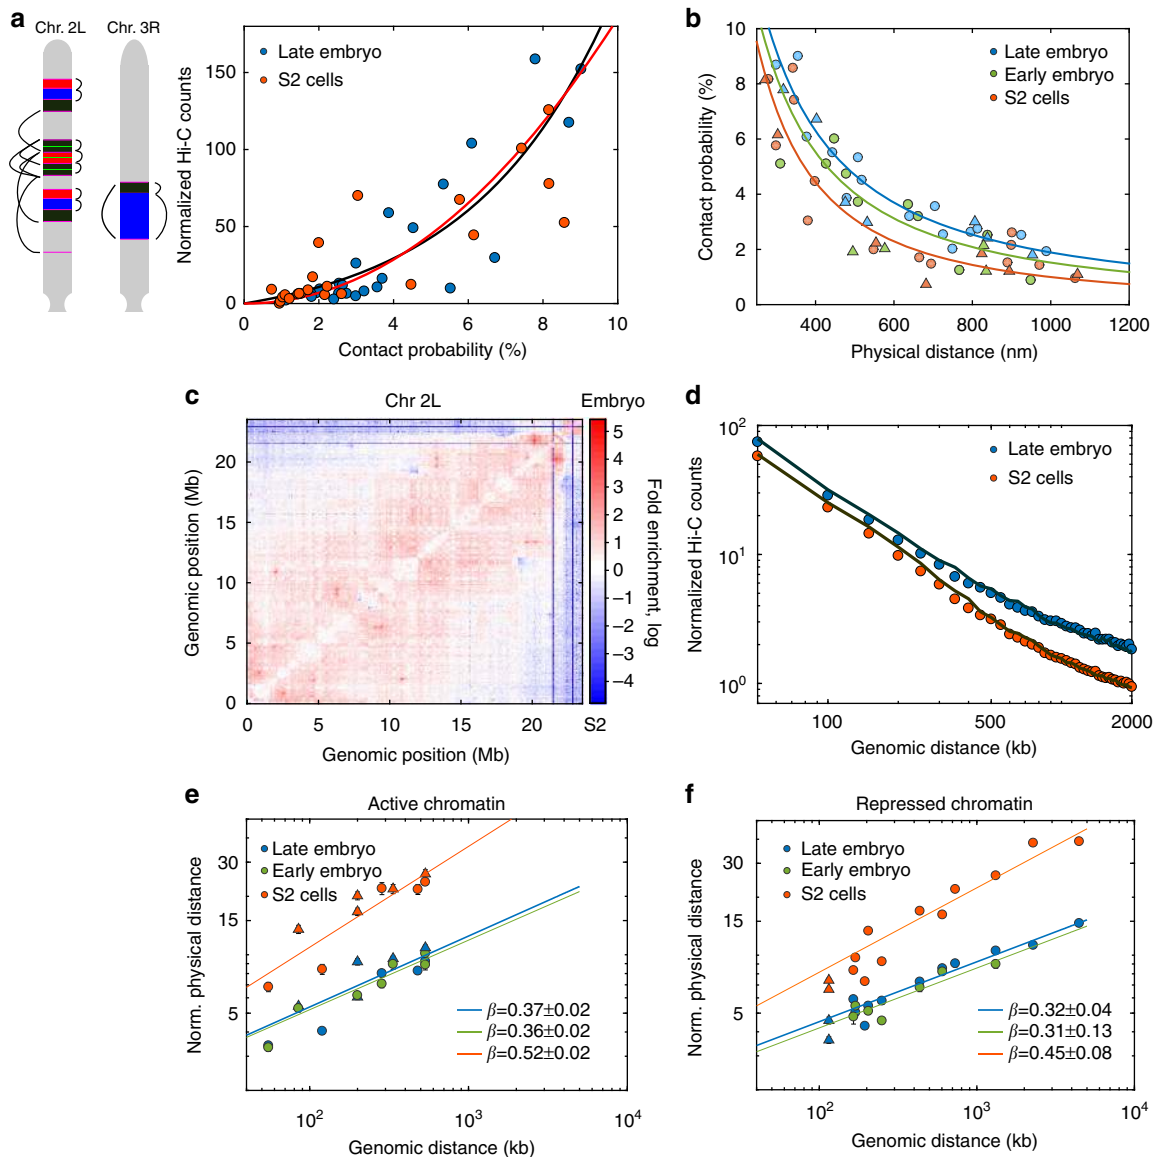 a
Chr. 2L
Chr. 3R
Normalized Hi-C counts
150
100
50
0
Late embryo
S2 cells
0 2 4 6 8 10
Contact probability (%)
b
Contact probability (%)
10
8
6
4
2
0
Late embryo
Early embryo
S2 cells
400 600 800 1000 1200
Physical distance (nm)
c
Chr 2L
Embryo
Genomic position (Mb)
20
15
10
5
0
0 5 10 15 20
Genomic position (Mb)
5
4
3
2
1
0
−1
−2
−3
−4
S2
Fold enrichment, log
d
Normalized Hi-C counts
10²
10¹
10⁰
Late embryo
S2 cells
100 500 2000
Genomic distance (kb)
e
Active chromatin
Norm. physical distance
30
15
5
Late embryo
Early embryo
S2 cells
β=0.37±0.02
β=0.36±0.02
β=0.52±0.02
10² 10³ 10⁴
Genomic distance (kb)
f
Repressed chromatin
Norm. physical distance
30
15
5
Late embryo
Early embryo
S2 cells
β=0.32±0.04
β=0.31±0.13
β=0.45±0.08
10² 10³ 10⁴
Genomic distance (kb)